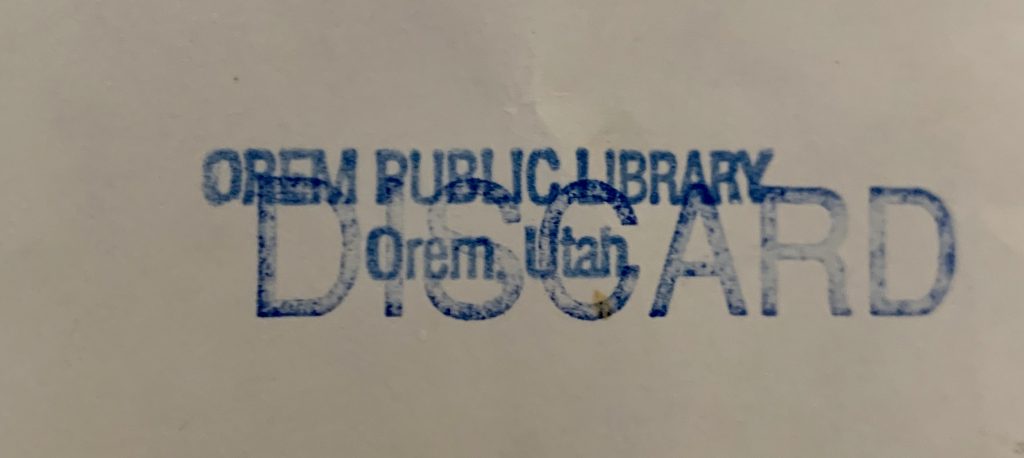 OREM PUBLIC LIBRARY
Orem, Utah
DISCARD